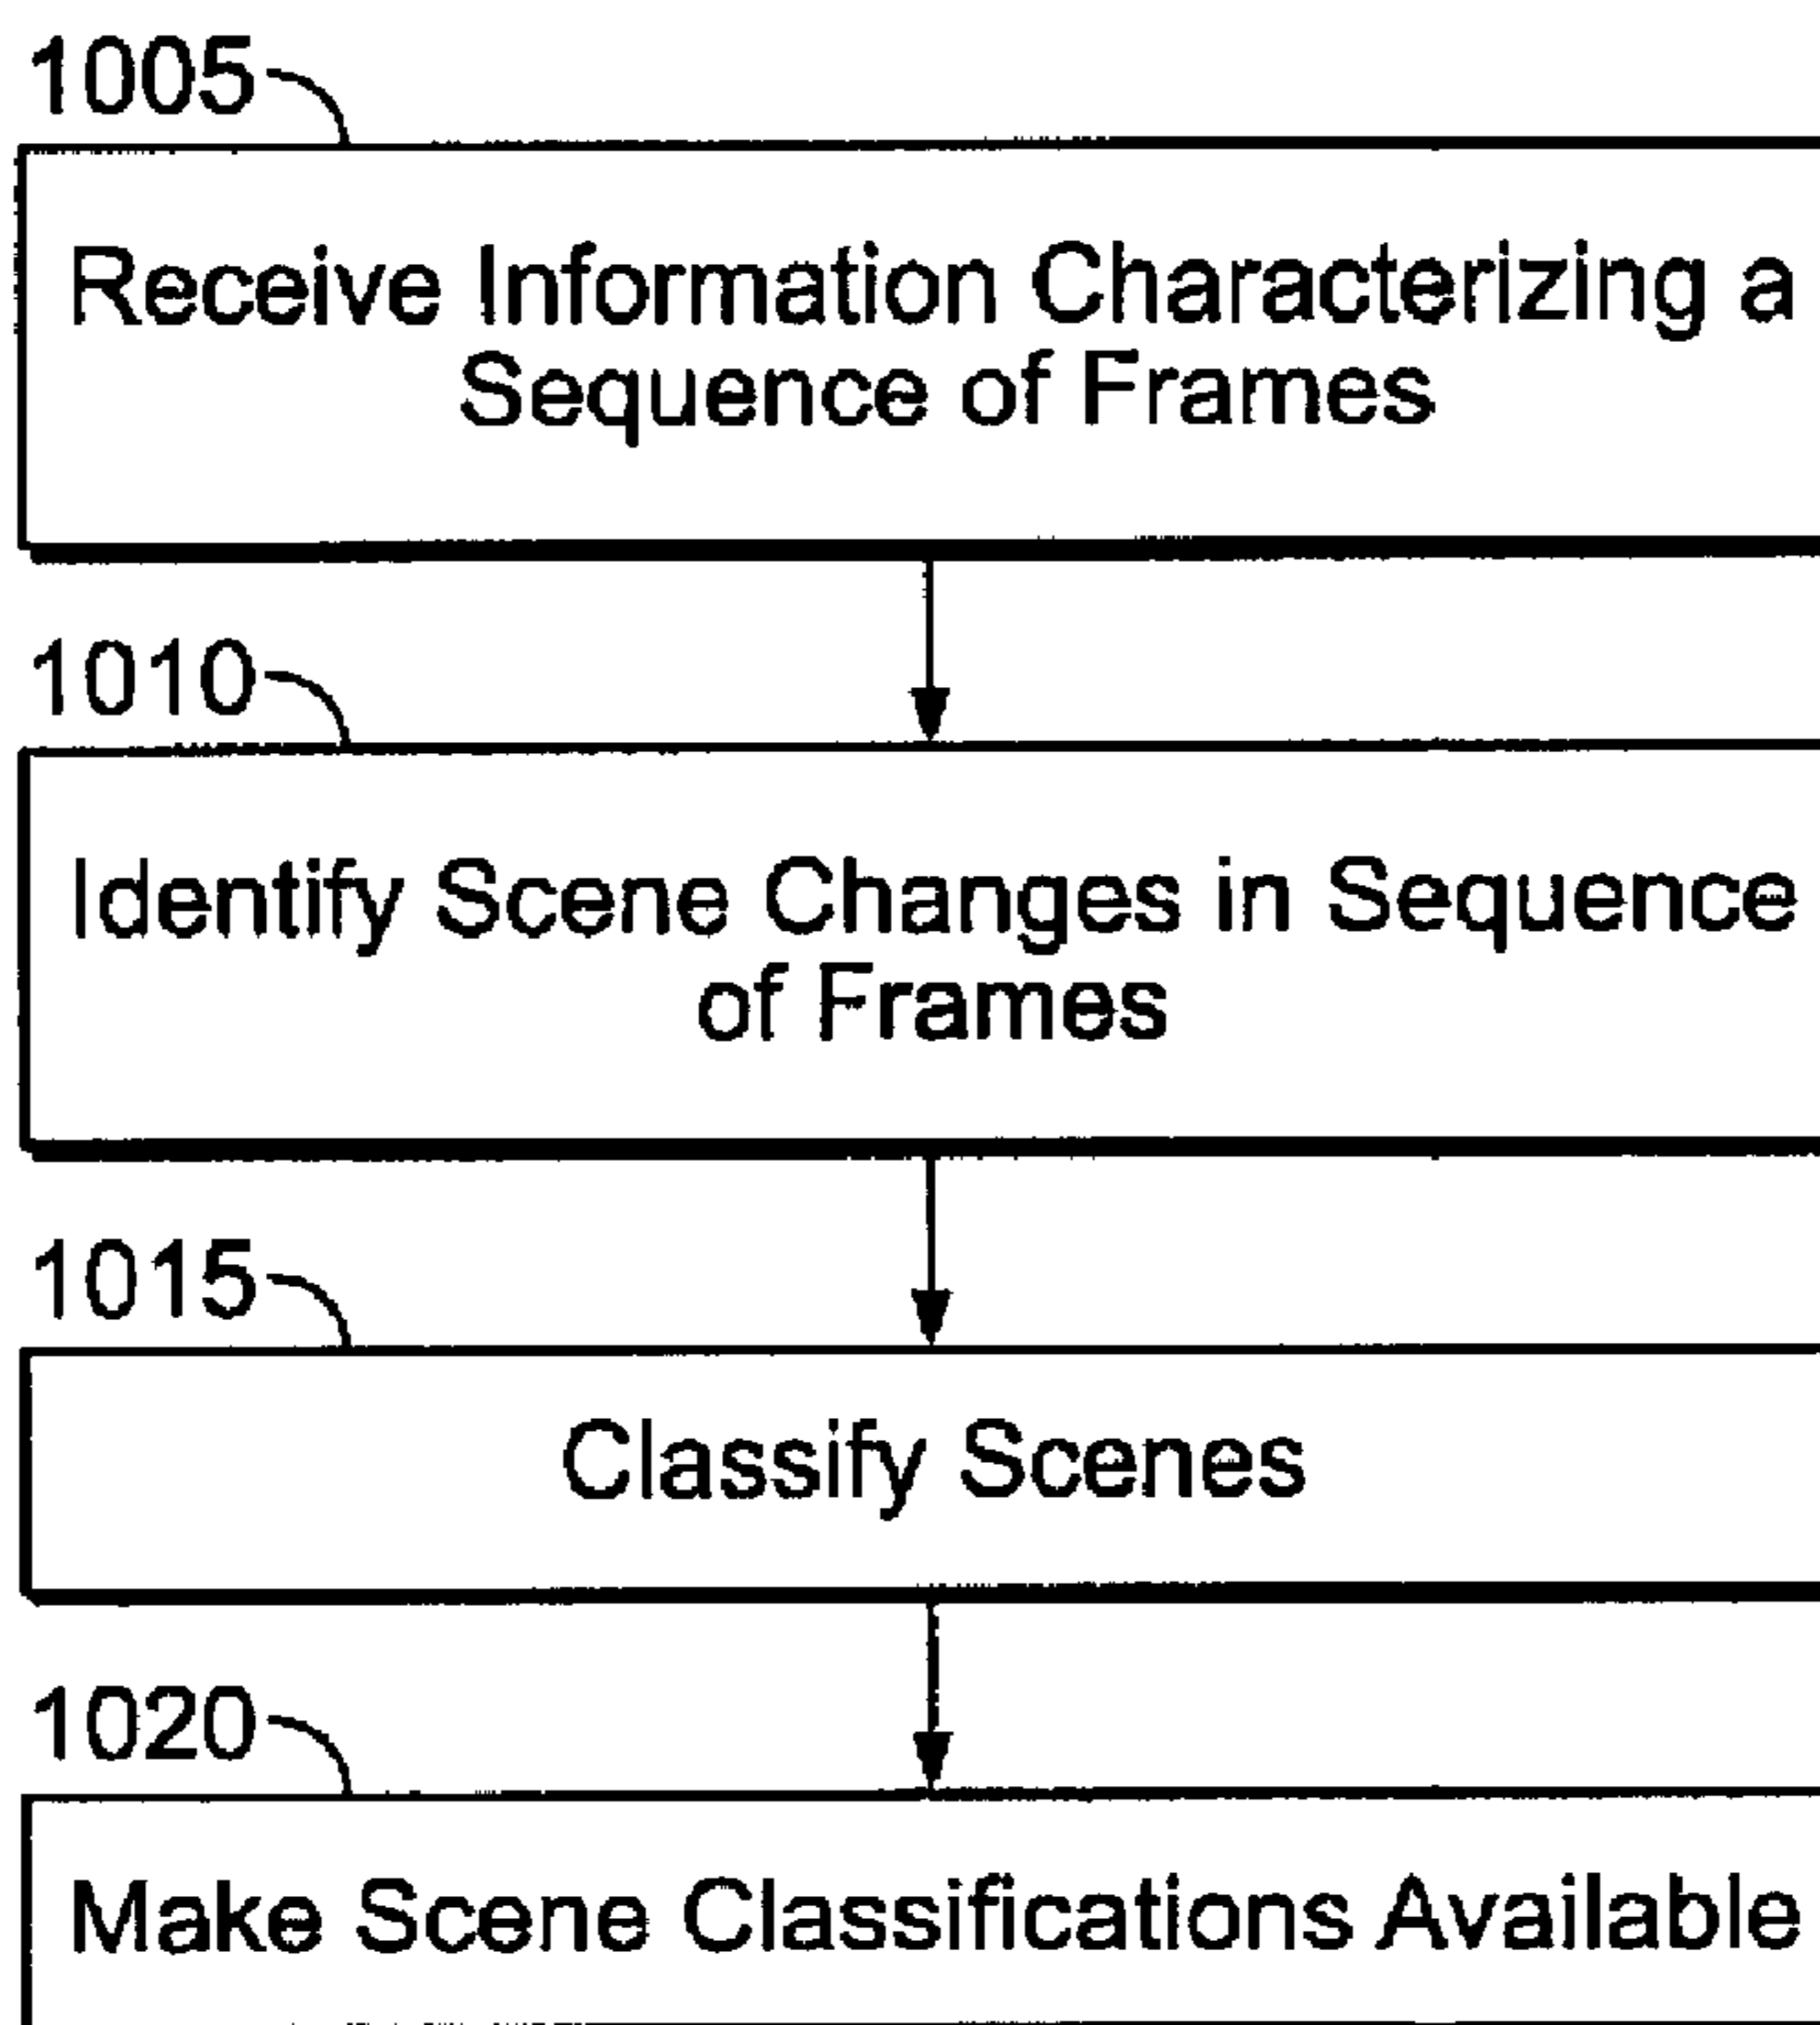 1005
Receive Information Characterizing a
Sequence of Frames
1010
Identify Scene Changes in Sequence
of Frames
1015
Classify Scenes
1020
Make Scene Classifications Available